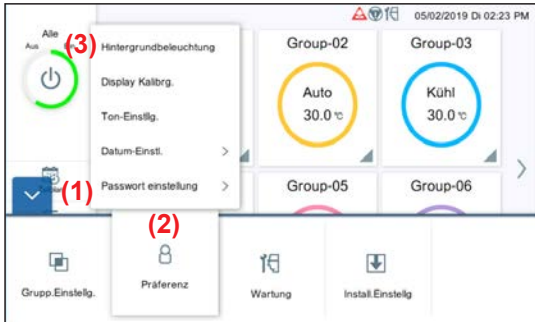 05/02/2019 Di 02:23 PM
Alle
Aus
(3)
Hintergrundbeleuchtung
Display Kalibrg.
Ton-Einstllg.
Datum-Einstl. >
Passwort einstellung >
Group-02
Auto
30.0 ℃
Group-03
Kühl
30.0 ℃
>
(1)
Group-05
Group-06
(2)
Grupp.Einstellg.
Präferenz
Wartung
Install.Einstellg